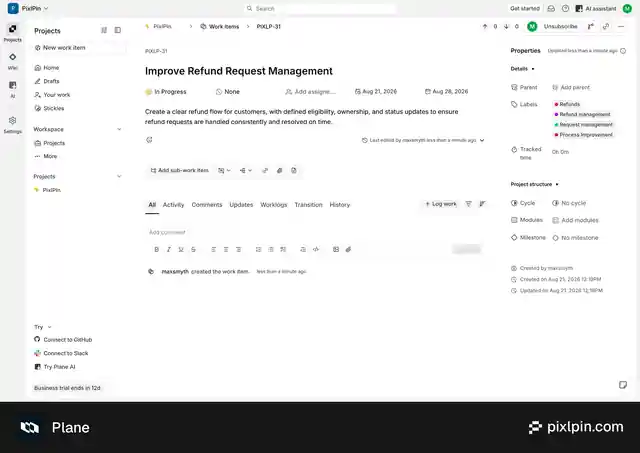 PixlPin
Search
Get started
AI assistant
M
Projects
Wiki
AI
Settings
Projects
New work item
Home
Drafts
Your work
Stickies
Workspace
Projects
More
Projects
PixlPin
Try
Connect to GitHub
Connect to Slack
Try Plane AI
Business trial ends in 12d
PixlPin
Work items
PIXLP-31
0
0
M
Unsubscribe
PIXLP-31
Improve Refund Request Management
In Progress
None
Add assigne...
Aug 21, 2026
Aug 28, 2026
Create a clear refund flow for customers, with defined eligibility, ownership, and status updates to ensure
refund requests are handled consistently and resolved on time.
Last edited by maxsmyth less than a minute ago
Add sub-work item
All
Activity
Comments
Updates
Worklogs
Transition
History
Log work
Add comment
B I U S
maxsmyth created the work item. less than a minute ago
Properties
Updated less than a minute ago
Details
Parent
Add parent
Labels
Refunds
Refund management
Request management
Process Improvement
Tracked
time
0h 0m
Project structure
Cycle
No cycle
Modules
Add modules
Milestone
No milestone
Created by maxsmyth
Created on Aug 21, 2026 12:19PM
Updated on Aug 21, 2026 12:19PM
Plane
pixlpin.com